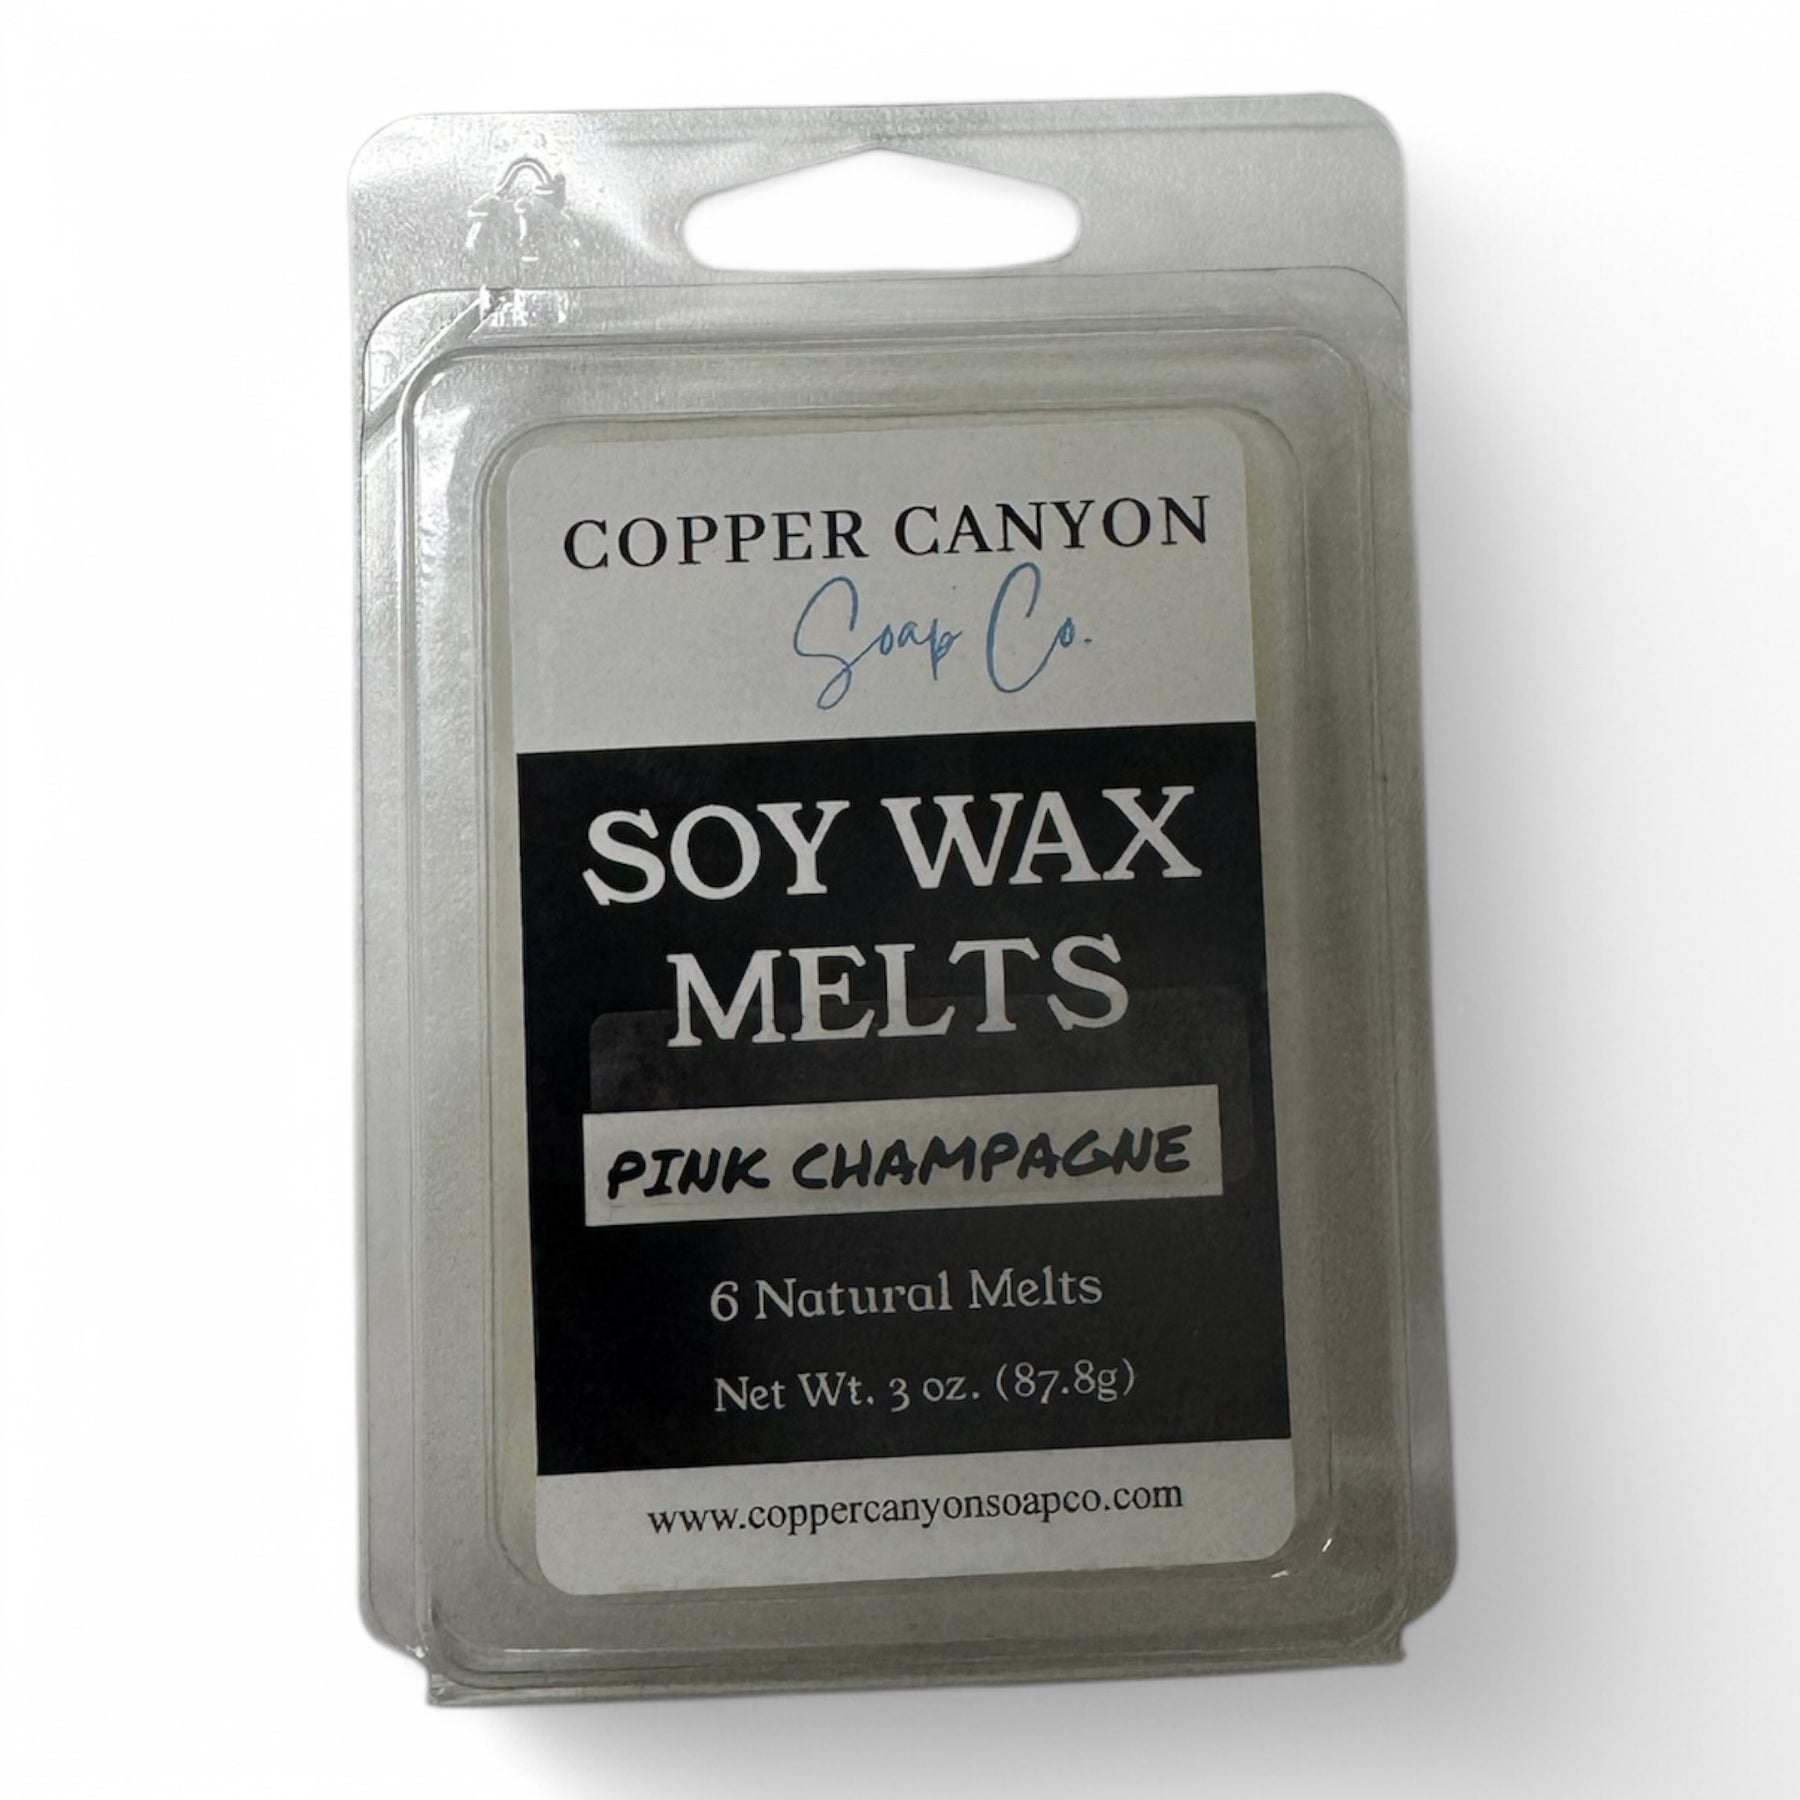 COPPER CANYON
Soap Co.
SOY WAX
MELTS
PINK CHAMPAGNE
6 Natural Melts
Net Wt. 3 oz. (87.8g)
www.coppercanyonsoapco.com